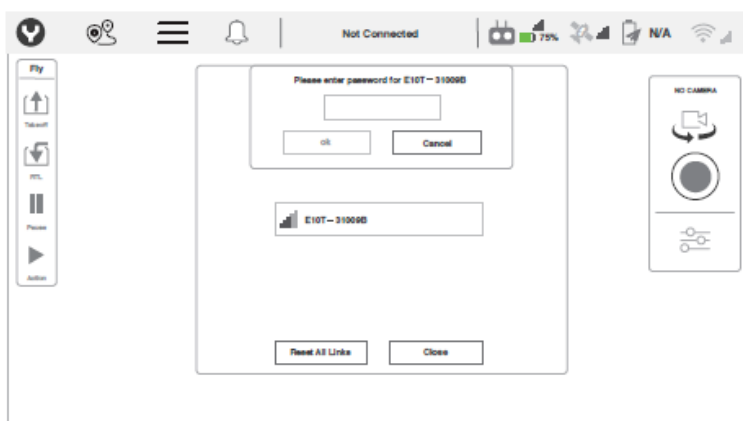 Not Connected
75%
N/A
Fly
Takeoff
RTL
Pause
Action
Please enter password for E10T-31009B
ok
Cancel
E10T-31009B
Reset All Links
Close
NO CAMERA